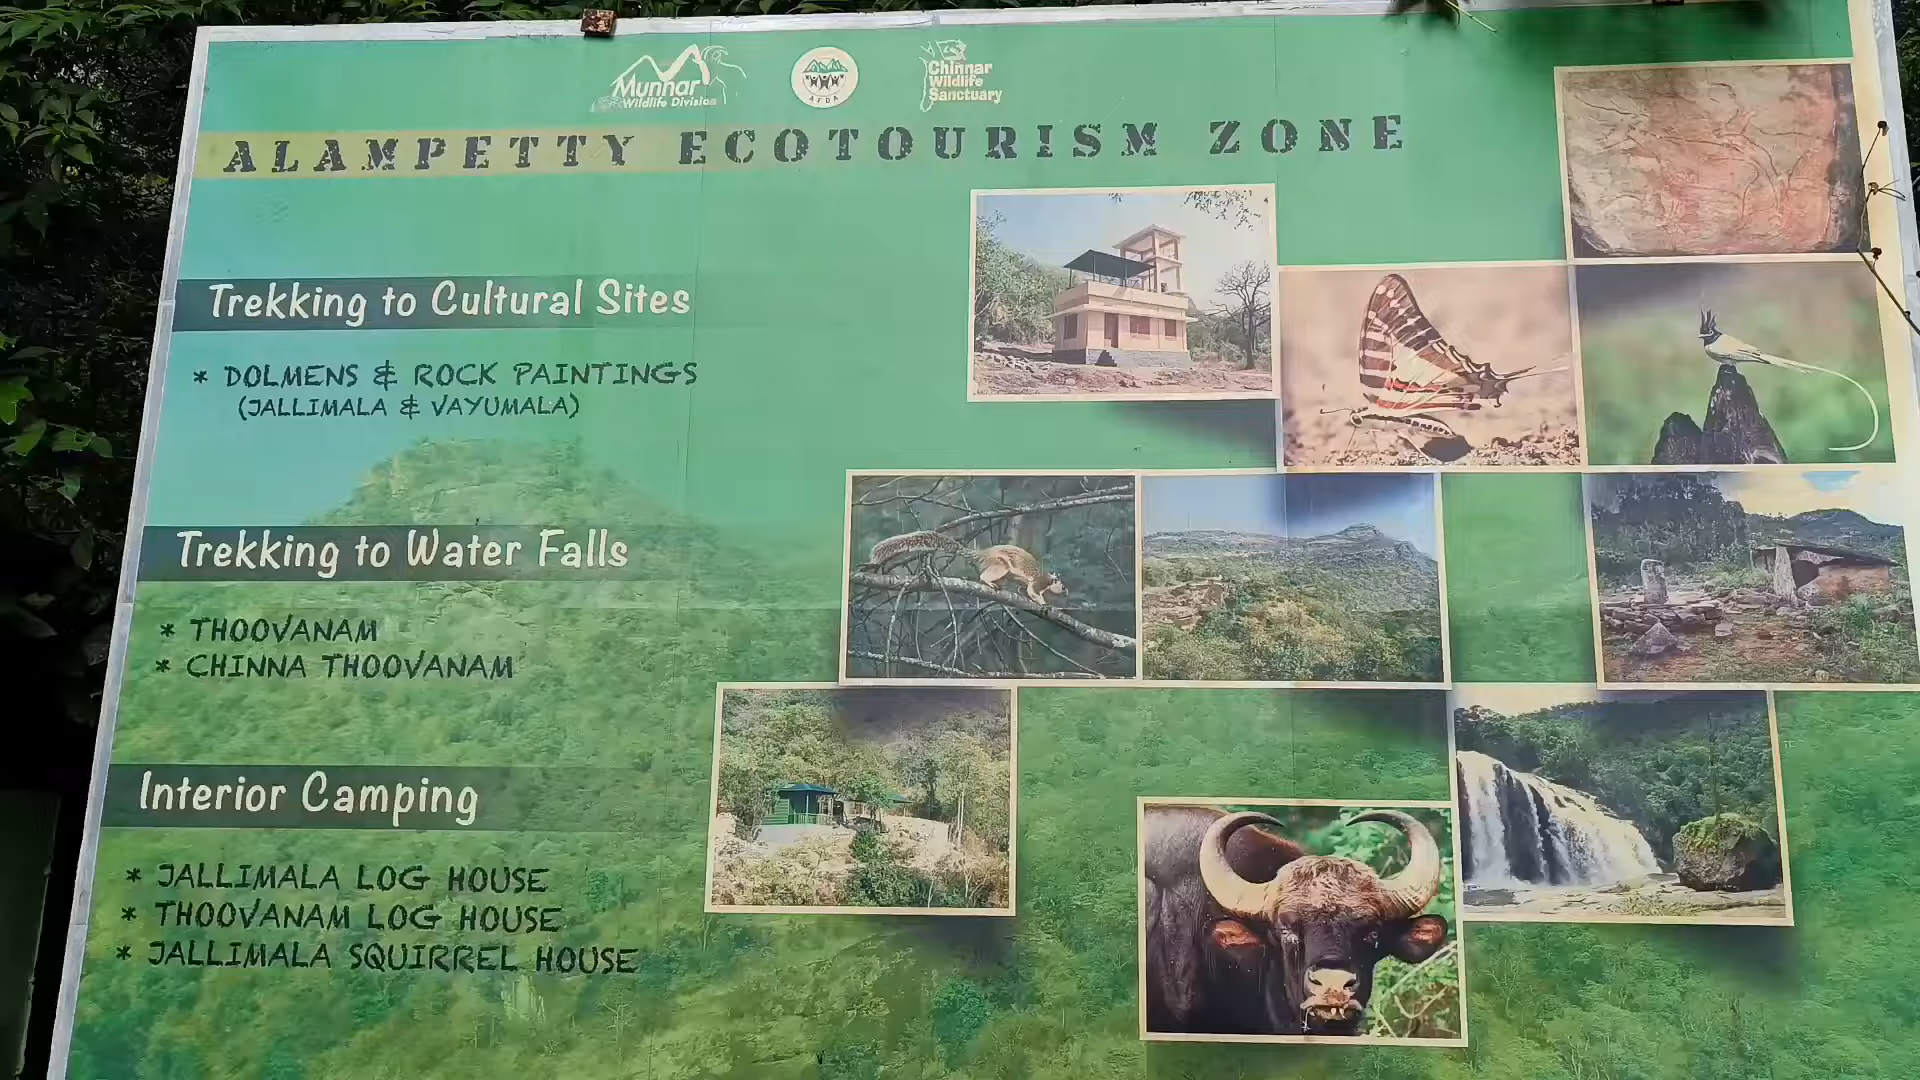 Munnar
Wildlife Division
AFDA
Chinnar
Wildlife
Sanctuary
ALAMPETTY ECOTOURISM ZONE
Trekking to Cultural Sites
* DOLMENS & ROCK PAINTINGS
(JALLIMALA & VAYUMALA)
Trekking to Water Falls
* THOOVANAM
* CHINNA THOOVANAM
Interior Camping
* JALLIMALA LOG HOUSE
* THOOVANAM LOG HOUSE
* JALLIMALA SQUIRREL HOUSE